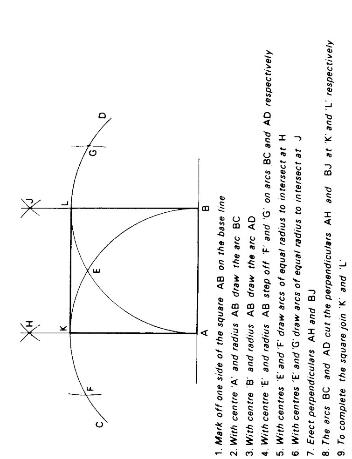 H
J
K
L
D
G
E
F
C
A
B
1. Mark off one side of the square AB on the base line
2. With centre 'A' and radius AB draw the arc BC
3. With centre 'B' and radius AB draw the arc AD
4. With centre 'E' and radius AB step off 'F' and 'G' on arcs BC and AD respectively
5. With centres 'E' and 'F' draw arcs of equal radius to intersect at H
6 With centres 'E' and 'G' draw arcs of equal radius to intersect at J
7. Erect perpendiculars AH and BJ
8. The arcs BC and AD cut the perpendiculars AH and BJ at 'K' and 'L' respectively
9. To complete the square join 'K' and 'L'